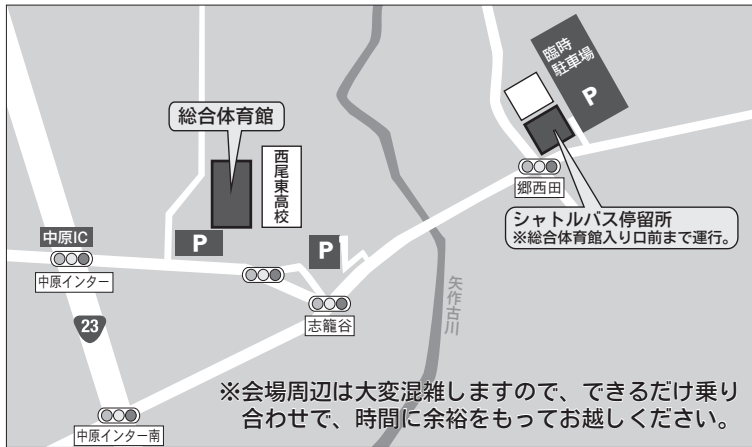 臨時
駐車場
P
総合体育館
西尾東高校
郷西田
シャトルバス停留所
※総合体育館入り口前まで運行。
中原IC
P
P
中原インター
志籠谷
矢作古川
23
中原インター南
※会場周辺は大変混雑しますので、できるだけ乗り
合わせで、時間に余裕をもってお越しください。